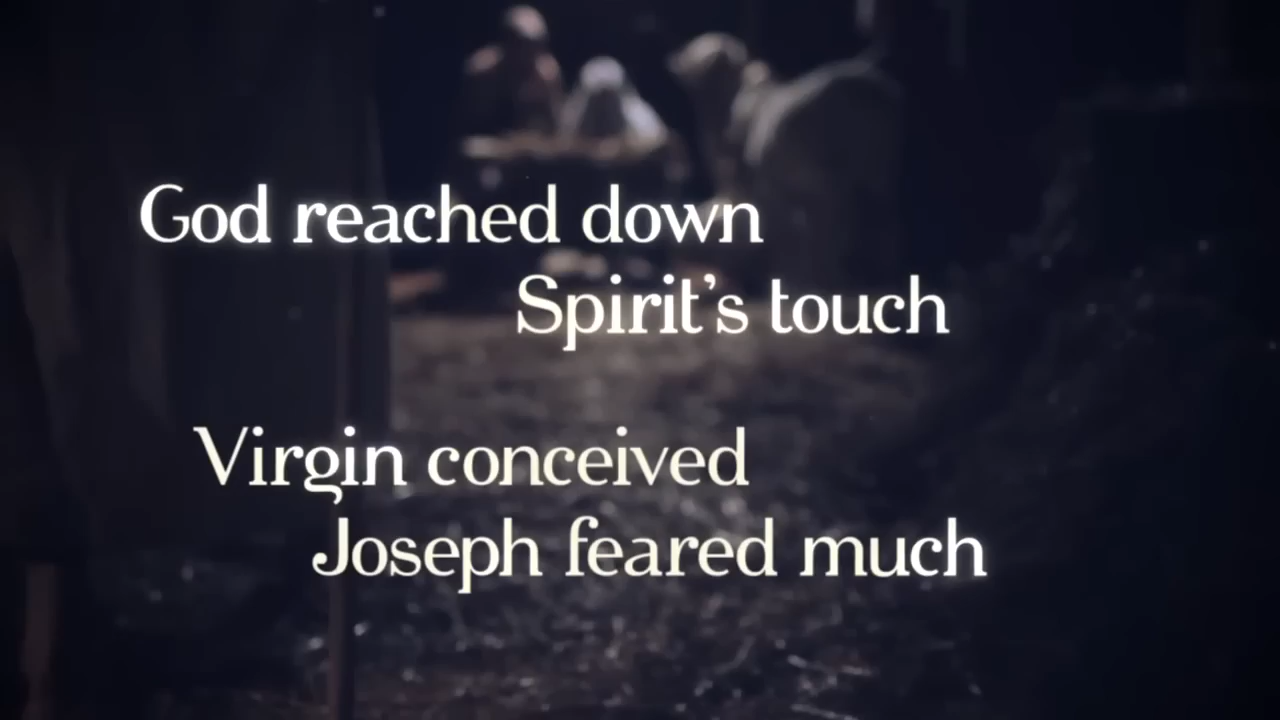 God reached down
Spirit's touch
Virgin conceived
Joseph feared much